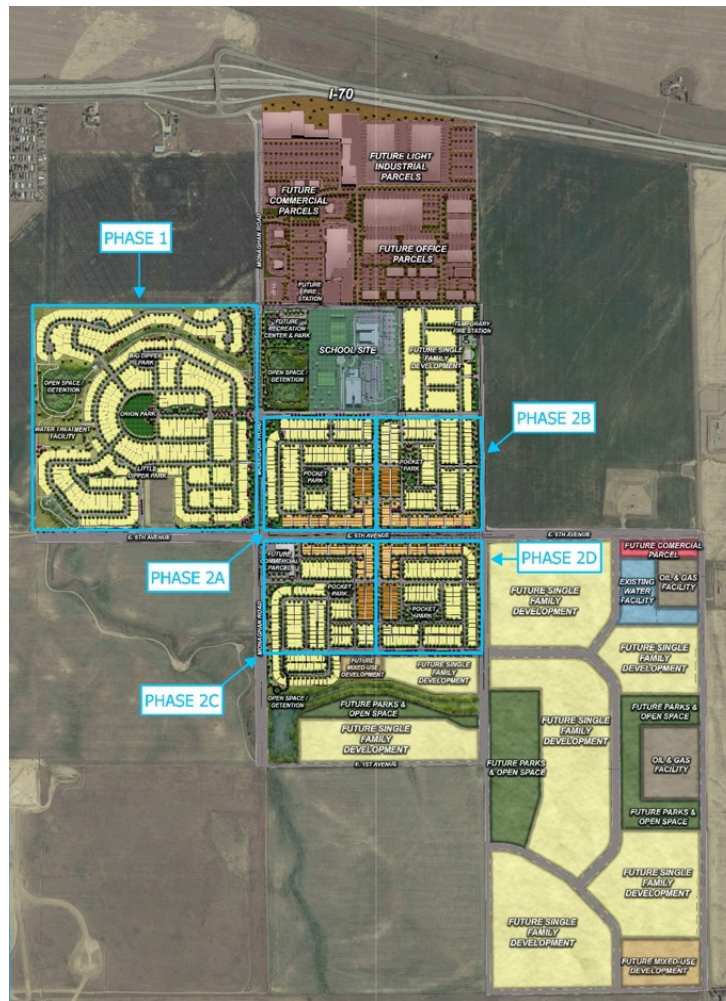 I-70
FUTURE LIGHT
INDUSTRIAL
PARCELS
FUTURE
COMMERCIAL
PARCELS
MONAGHAN ROAD
PHASE 1
FUTURE OFFICE
PARCELS
FUTURE
FIRE
STATION
FUTURE
RECREATION
CENTER & PARK
TEMPORARY
FIRE STATION
SCHOOL SITE
FUTURE SINGLE
FAMILY
DEVELOPMENT
BIG DIPPER
PARK
OPEN SPACE /
DETENTION
OPEN SPACE /
DETENTION
ORION PARK
WATER TREATMENT
FACILITY
PHASE 2B
MONAGHAN ROAD
LITTLE
DIPPER PARK
POCKET
PARK
POCKET
PARK
E. 6TH AVENUE
E. 6TH AVENUE
E. 6TH AVENUE
PHASE 2A
FUTURE
COMMERCIAL
PARCELS
PHASE 2D
FUTURE COMERCIAL
PARCEL
FUTURE SINGLE
FAMILY
DEVELOPMENT
EXISTING
WATER
FACILITY
OIL & GAS
FACILITY
POCKET
PARK
POCKET
PARK
MONAGHAN ROAD
FUTURE SINGLE
FAMILY
DEVELOPMENT
PHASE 2C
FUTURE
MIXED-USE
DEVELOPMENT
FUTURE SINGLE
FAMILY
DEVELOPMENT
OPEN SPACE /
DETENTION
FUTURE PARKS
& OPEN SPACE
FUTURE SINGLE
FAMILY
DEVELOPMENT
FUTURE SINGLE
FAMILY
DEVELOPMENT
FUTURE PARKS &
OPEN SPACE
E. 1ST AVENUE
FUTURE PARKS
& OPEN SPACE
OIL & GAS
FACILITY
FUTURE PARKS &
OPEN SPACE
FUTURE SINGLE
FAMILY
DEVELOPMENT
FUTURE SINGLE
FAMILY
DEVELOPMENT
FUTURE MIXED-USE
DEVELOPMENT